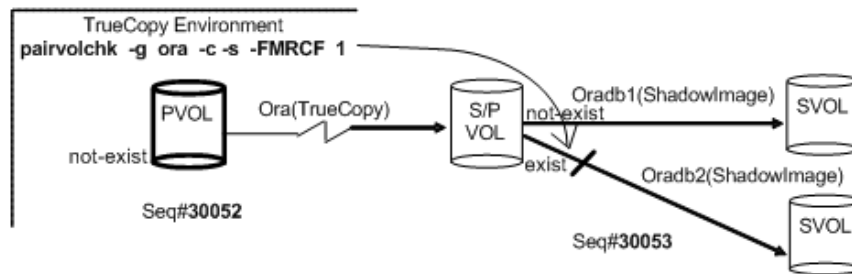 TrueCopy Environment
pairvolchk -g ora -c -s -FMRCF 1
PVOL
not-exist
Seq#30052
Ora(TrueCopy)
S/P
VOL
Oradb1(ShadowImage)
not-exist
SVOL
exist
Oradb2(ShadowImage)
SVOL
Seq#30053